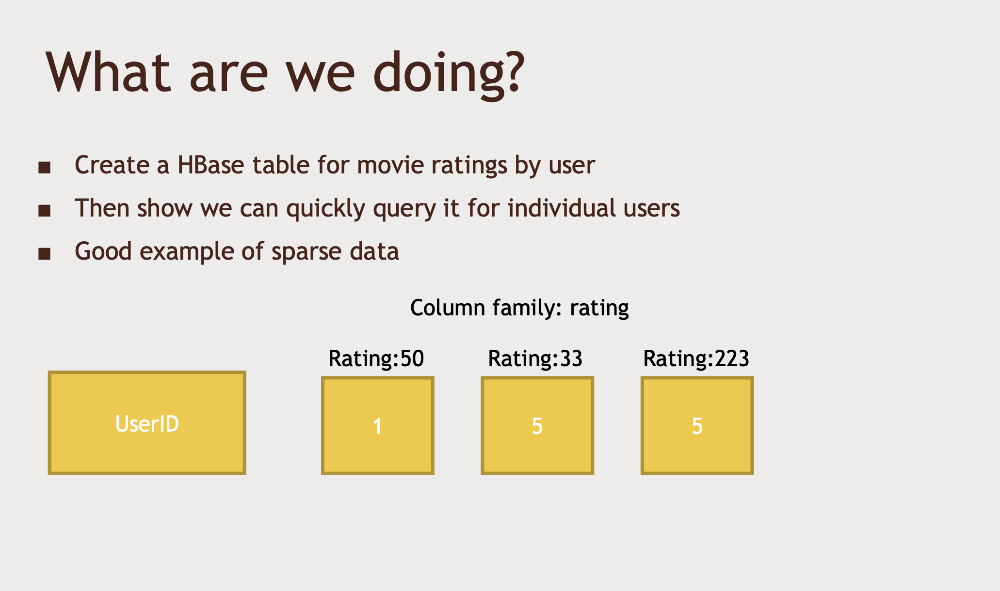 What are we doing?
■ Create a HBase table for movie ratings by user
■ Then show we can quickly query it for individual users
■ Good example of sparse data
Column family: rating
Rating:50 Rating:33 Rating:223
UserID 1 5 5